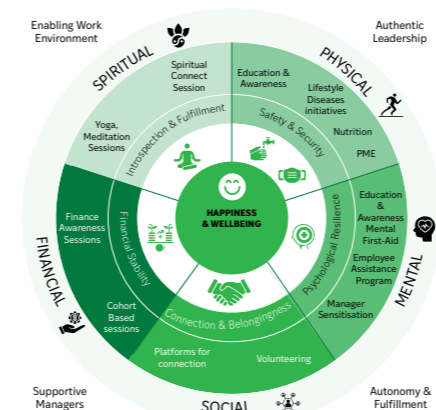 Enabling Work
Environment
Authentic
Leadership
SPIRITUAL
Spiritual
Connect
Session
Yoga,
Meditation
Sessions
Introspection & Fulfillment
PHYSICAL
Education &
Awareness
Lifestyle
Diseases
initiatives
Nutrition
PME
Safety & Security
HAPPINESS
& WELLBEING
MENTAL
Education
&
Awareness
Mental
First-Aid
Employee
Assistance
Program
Manager
Sensitisation
Psychological Resilience
FINANCIAL
Finance
Awareness
Sessions
Cohort
Based
sessions
Financial Stability
Connection & Belongingness
Platforms for
connection
Volunteering
SOCIAL
Supportive
Managers
Autonomy &
Fulfillment